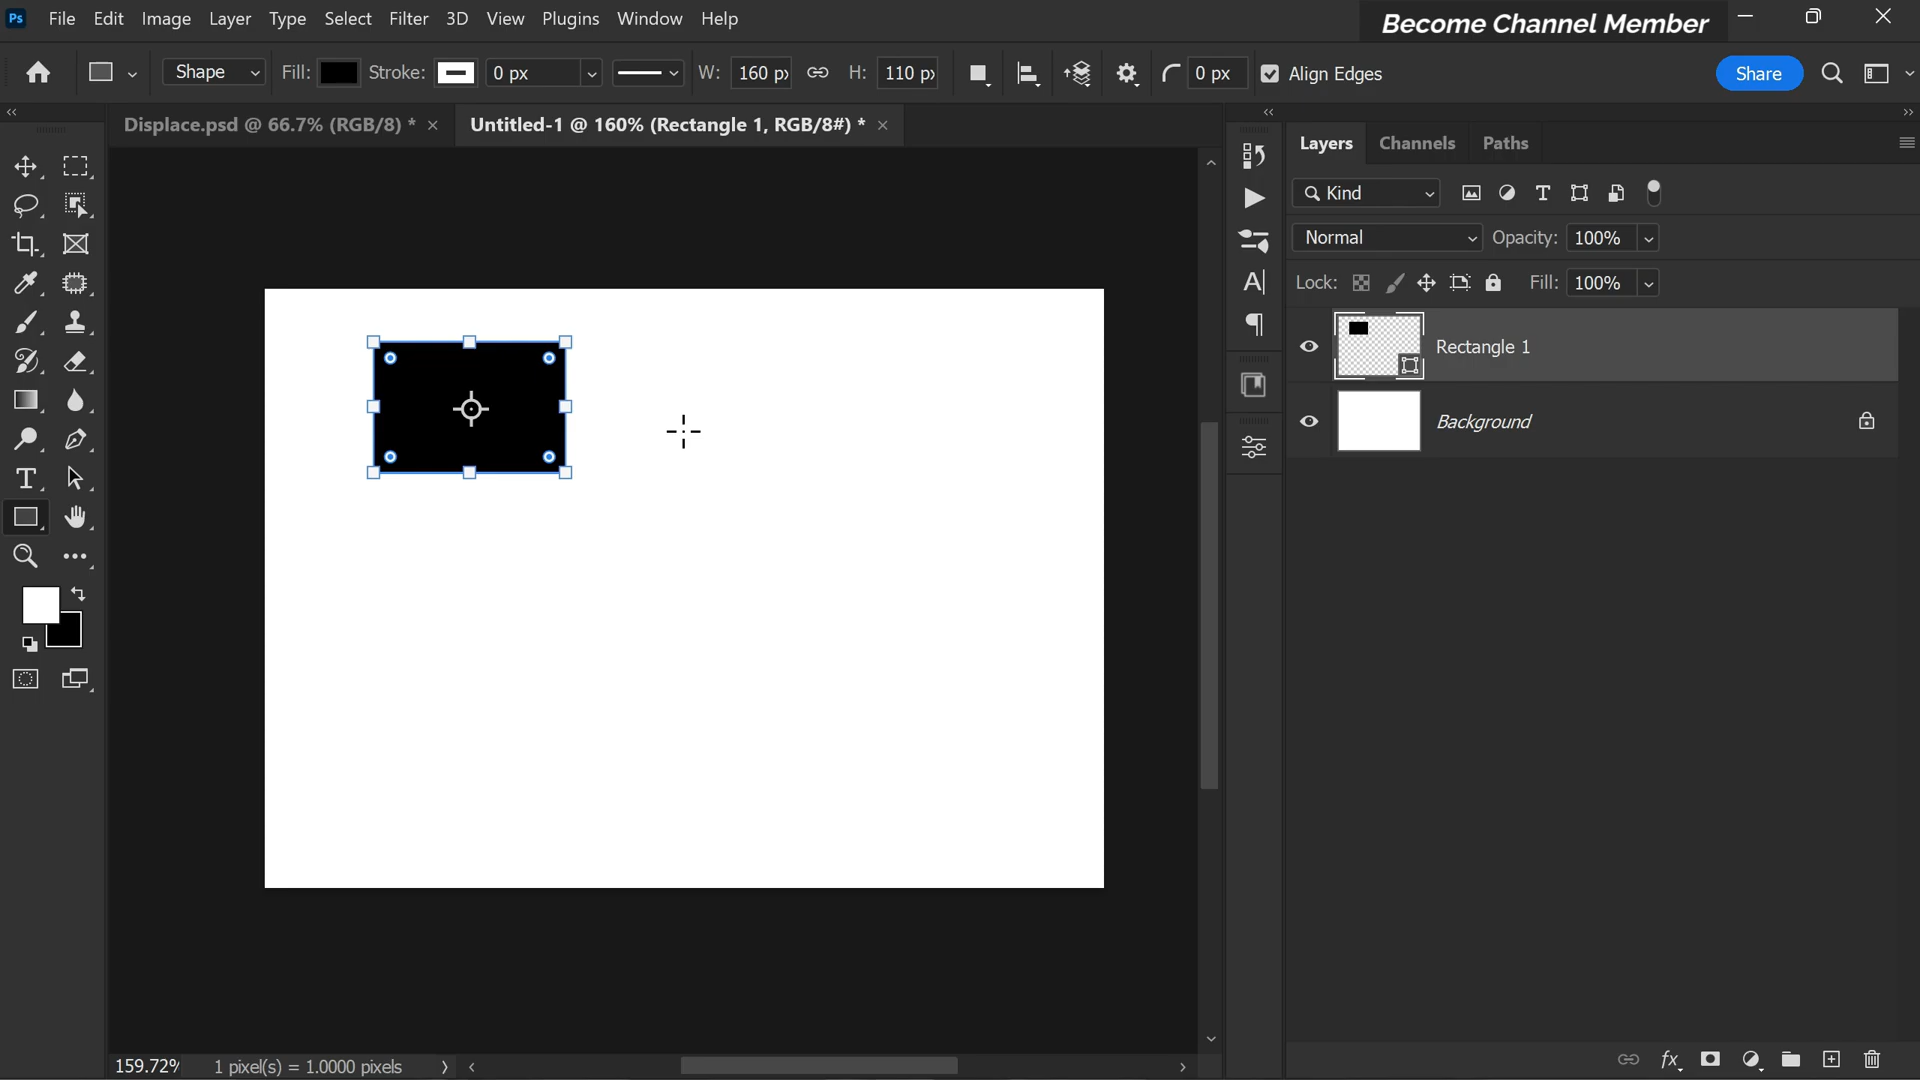 Ps File Edit Image Layer Type Select Filter 3D View Plugins Window Help Become Channel Member
Shape Fill: Stroke: 0 px W: 160 px H: 110 px 0 px Align Edges Share
Displace.psd @ 66.7% (RGB/8) * Untitled-1 @ 160% (Rectangle 1, RGB/8#) *
Layers Channels Paths
Kind
Normal Opacity: 100%
Lock: Fill: 100%
Rectangle 1
Background
159.72% 1 pixel(s) = 1.0000 pixels